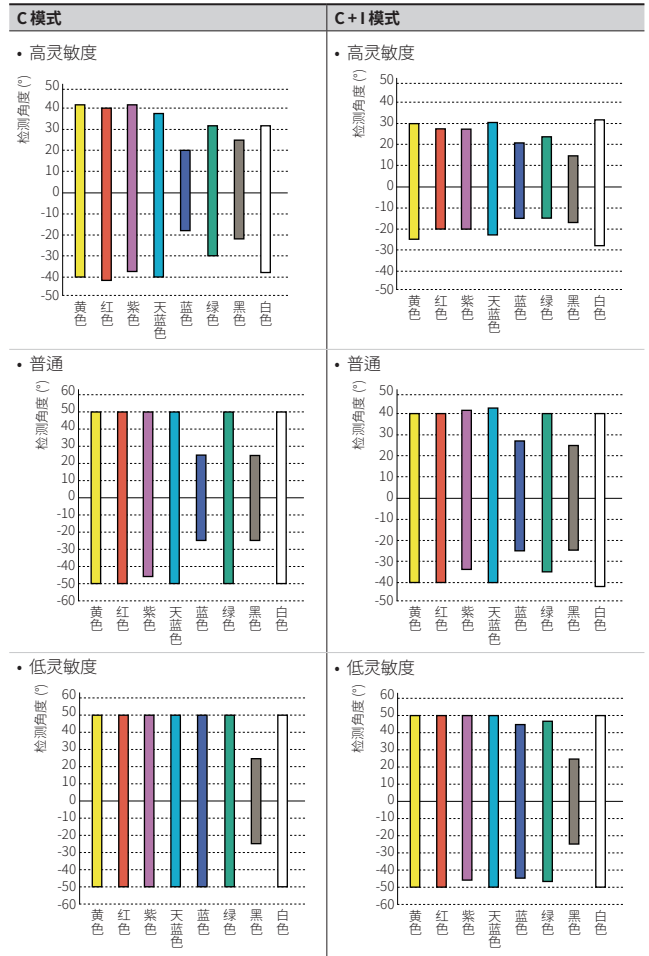 C 模式
C + I 模式
• 高灵敏度
检测角度 (°)
50
40
30
20
10
0
-10
-20
-30
-40
-50
黄色
红色
紫色
天蓝色
蓝色
绿色
黑色
白色
• 高灵敏度
检测角度 (°)
50
40
30
20
10
0
-10
-20
-30
-40
-50
黄色
红色
紫色
天蓝色
蓝色
绿色
黑色
白色
• 普通
检测角度 (°)
60
50
40
30
20
10
0
-10
-20
-30
-40
-50
-60
黄色
红色
紫色
天蓝色
蓝色
绿色
黑色
白色
• 普通
检测角度 (°)
50
40
30
20
10
0
-10
-20
-30
-40
-50
黄色
红色
紫色
天蓝色
蓝色
绿色
黑色
白色
• 低灵敏度
检测角度 (°)
60
50
40
30
20
10
0
-10
-20
-30
-40
-50
-60
黄色
红色
紫色
天蓝色
蓝色
绿色
黑色
白色
• 低灵敏度
检测角度 (°)
60
50
40
30
20
10
0
-10
-20
-30
-40
-50
-60
黄色
红色
紫色
天蓝色
蓝色
绿色
黑色
白色